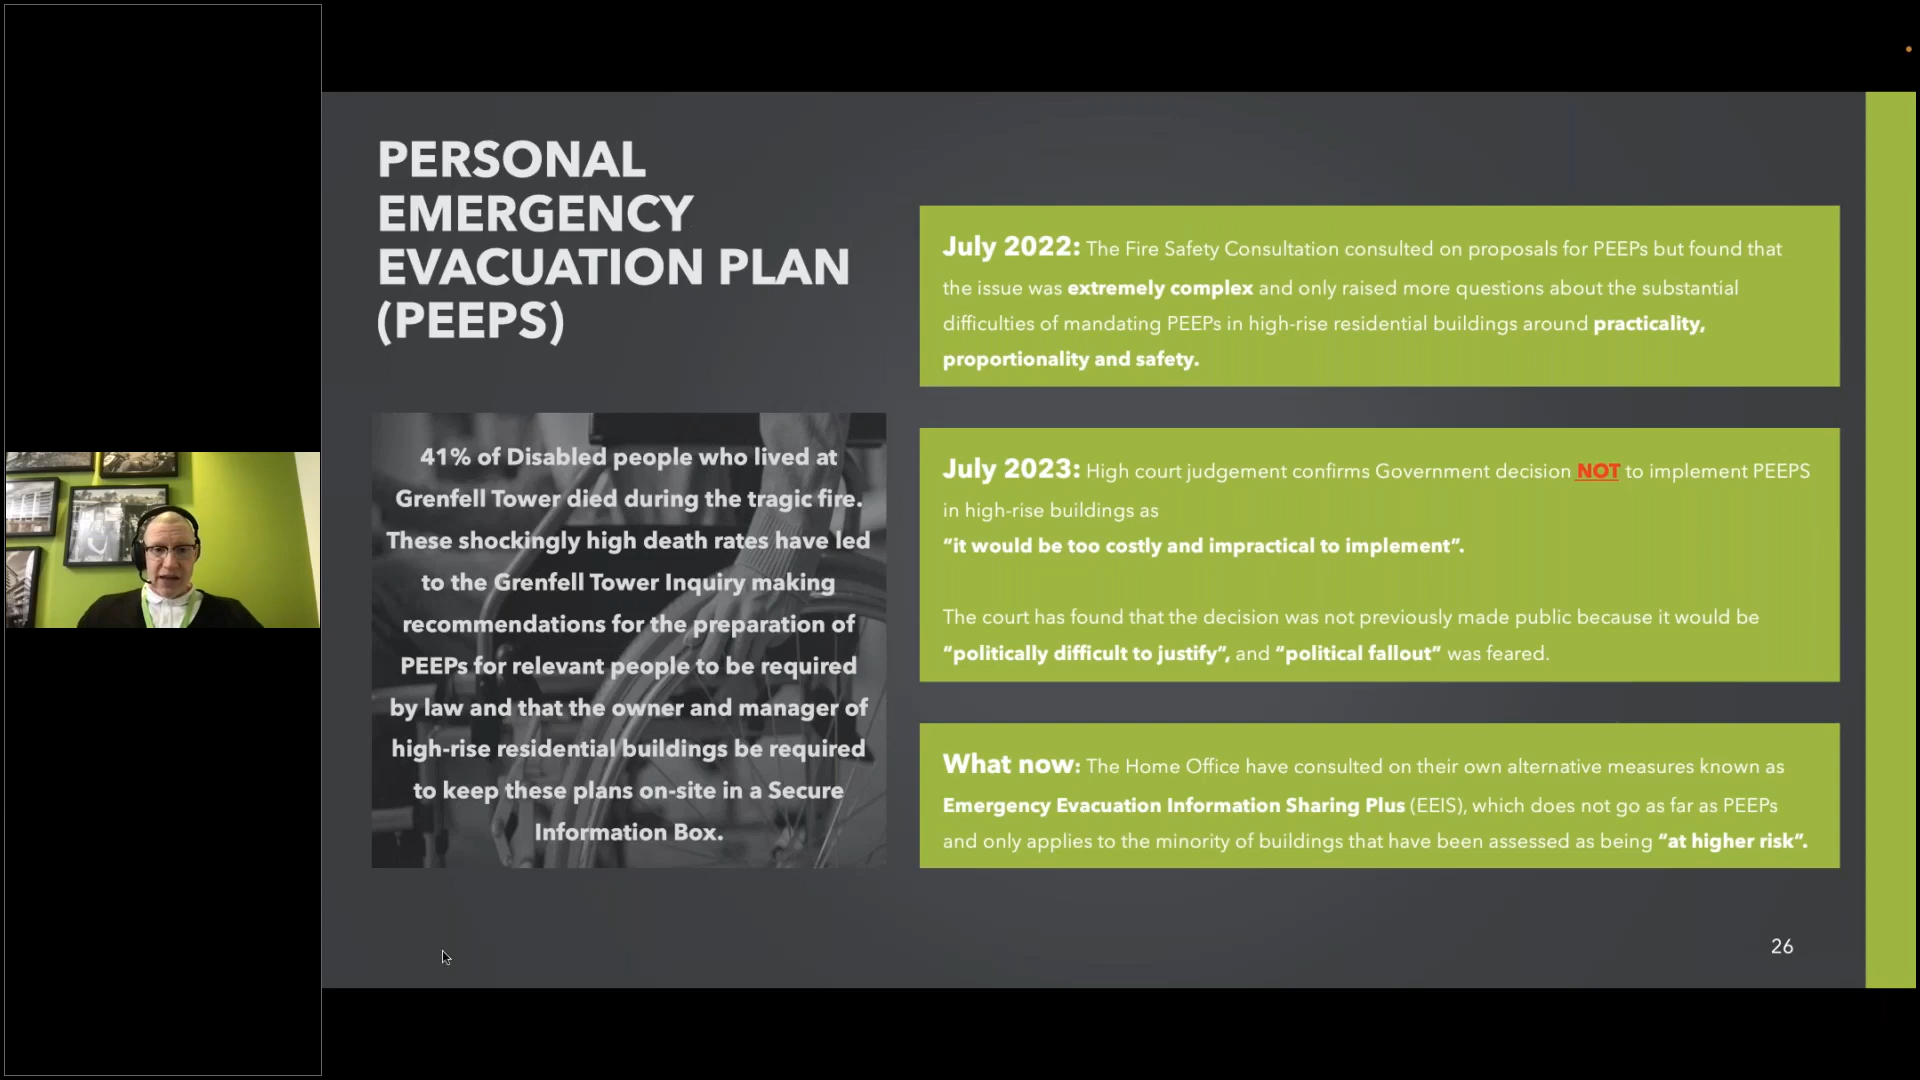 PERSONAL
EMERGENCY
EVACUATION PLAN
(PEEPS)
41% of Disabled people who lived at
Grenfell Tower died during the tragic fire.
These shockingly high death rates have led
to the Grenfell Tower Inquiry making
recommendations for the preparation of
PEEPs for relevant people to be required
by law and that the owner and manager of
high-rise residential buildings be required
to keep these plans on-site in a Secure
Information Box.
July 2022: The Fire Safety Consultation consulted on proposals for PEEPs but found that
the issue was extremely complex and only raised more questions about the substantial
difficulties of mandating PEEPs in high-rise residential buildings around practicality,
proportionality and safety.
July 2023: High court judgement confirms Government decision NOT to implement PEEPS
in high-rise buildings as
“it would be too costly and impractical to implement”.
The court has found that the decision was not previously made public because it would be
“politically difficult to justify”, and “political fallout” was feared.
What now: The Home Office have consulted on their own alternative measures known as
Emergency Evacuation Information Sharing Plus (EEIS), which does not go as far as PEEPs
and only applies to the minority of buildings that have been assessed as being “at higher risk”.
26